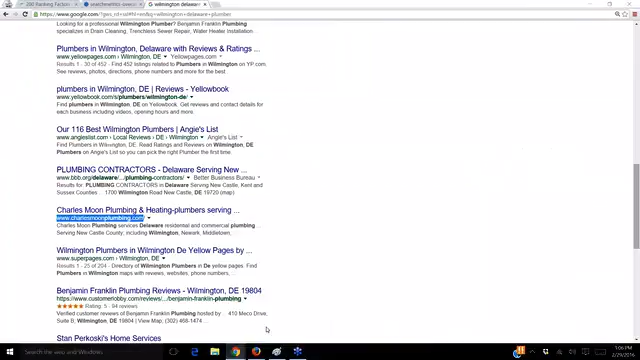 200 Ranking Factors
wilmington delaware
https://www.google.com/
Looking for a professional Wilmington Plumber? Benjamin Franklin Plumbing
specializes in Drain Cleaning, Trenchless Sewer Repair, Water Heater Installation...
Plumbers in Wilmington, Delaware with Reviews & Ratings ...
www.yellowpages.com › Wilmington, DE ▼ Yellowpages.com ▼
Results 1 - 30 of 452 - Find 452 listings related to Plumbers in Wilmington on YP.com.
See reviews, photos, directions, phone numbers and more for the best
plumbers in Wilmington, DE | Reviews - Yellowbook
www.yellowbook.com/s/plumbers/wilmington-de/ ▼
Find plumbers in Wilmington, DE on Yellowbook. Get reviews and contact details for
each business including videos, opening hours and more.
Our 116 Best Wilmington Plumbers | Angie's List
www.angieslist.com › Local Reviews › DE › Wilmington ▼ Angie's List ▼
Find Plumbers in Wilmington, DE. Read Ratings and Reviews on Wilmington, DE
Plumbers on Angie's List so you can pick the right Plumber the first time.
PLUMBING CONTRACTORS - Delaware Serving New ...
www.bbb.org/delaware/.../plumbing-contractors/ ▼ Better Business Bureau ▼
Results for: PLUMBING CONTRACTORS in Delaware Serving New Castle, Kent and
Sussex Counties ... 1700 Wilmington Road New Castle, DE 19720 (map)
Charles Moon Plumbing & Heating-plumbers serving ...
www.charlesmoonplumbing.com/ ▼
Charles Moon Plumbing services Delaware residential and commercial plumbing ...
Serving New Castle County, including Wilmington, Newark, Middletown,
Wilmington Plumbers in Wilmington De Yellow Pages by ...
www.superpages.com › Wilmington, DE ▼
Results 1 - 25 of 204 - Directory of Wilmington Plumbers in De yellow pages. Find
Plumbers in Wilmington maps with reviews, websites, phone numbers, ...
Benjamin Franklin Plumbing Reviews - Wilmington, DE 19804
https://www.customerlobby.com/reviews/.../benjamin-franklin-plumbing/ ▼
★★★★★ Rating: 5 - 94 reviews
Verified customer reviews of Benjamin Franklin Plumbing hosted by ... 410 Meco Drive,
Suite B, Wilmington, DE 19804 | View Map, (302) 468-1474 ...
Stan Perkoski's Home Services
Search the web and Windows
1:06 PM
2/29/2016